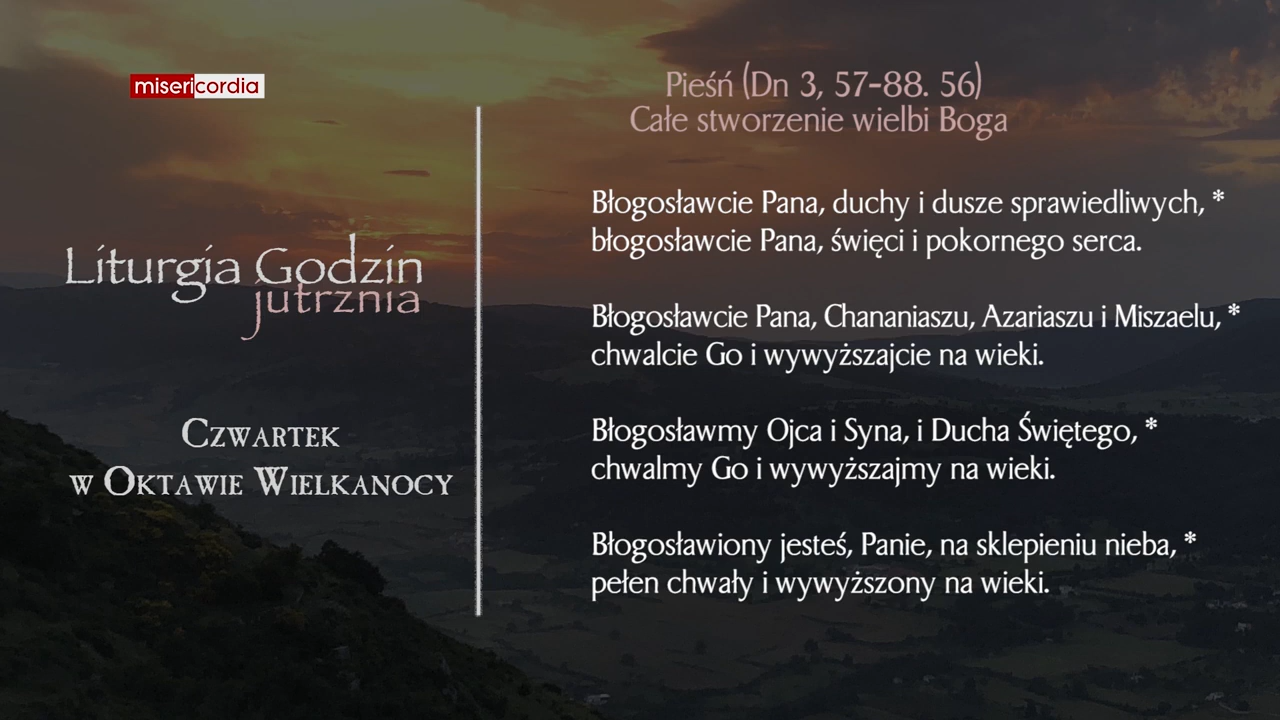 misericordia
Liturgia Godzin
jutrznia
Czwartek
w Oktawie Wielkanocy
Pieśń (Dn 3, 57-88. 56)
Całe stworzenie wielbi Boga
Błogosławcie Pana, duchy i dusze sprawiedliwych, *
błogosławcie Pana, święci i pokornego serca.
Błogosławcie Pana, Chananiaszu, Azariaszu i Miszaelu, *
chwalcie Go i wywyższajcie na wieki.
Błogosławmy Ojca i Syna, i Ducha Świętego, *
chwalmy Go i wywyższajmy na wieki.
Błogosławiony jesteś, Panie, na sklepieniu nieba, *
pełen chwały i wywyższony na wieki.